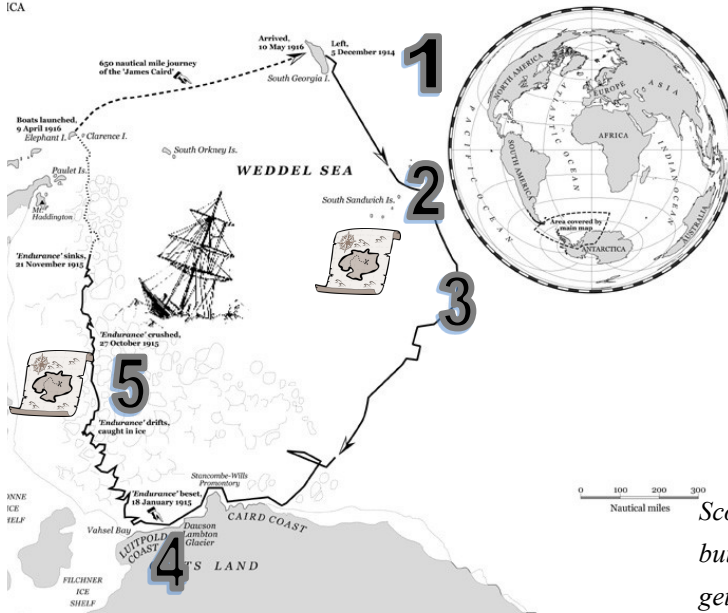 ICA
Arrived,
10 May 1916
Left,
5 December 1914
1
650 nautical mile journey
of the 'James Caird'
South Georgia I.
Boats launched,
9 April 1916
Elephant I.
Clarence I.
South Orkney Is.
Paulet Is.
Mt.
Haddington
WEDDEL SEA
2
South Sandwich Is.
3
'Endurance' sinks,
21 November 1915
'Endurance' crushed,
27 October 1915
5
'Endurance' drifts,
caught in ice
Stancombe-Wills
Promontory
'Endurance' beset,
18 January 1915
Vahsel Bay
Dawson
Lambton
Glacier
CAIRD COAST
LUITPOLD
COAST
4
TS LAND
ONNE
ICE
HELF
FILCHNER
ICE
SHELF
NORTH AMERICA
EUROPE
ASIA
ATLANTIC OCEAN
AFRICA
PACIFIC OCEAN
SOUTH AMERICA
INDIAN OCEAN
AUSTRALIA
Area covered by
main map
ANTARCTICA
0 100 200 300
Nautical miles